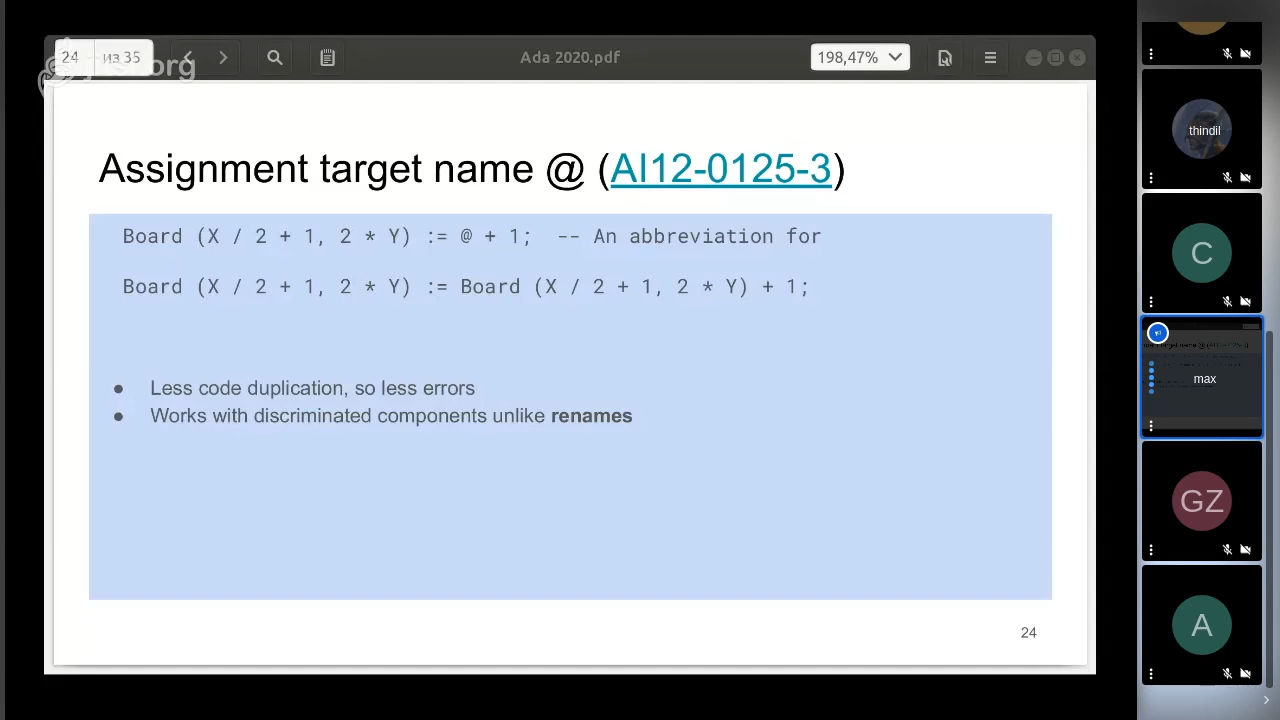 24 из 35
Ada 2020.pdf
198,47%
Assignment target name @ (AI12-0125-3)
Board (X / 2 + 1, 2 * Y) := @ + 1;  -- An abbreviation for
Board (X / 2 + 1, 2 * Y) := Board (X / 2 + 1, 2 * Y) + 1;
● Less code duplication, so less errors
● Works with discriminated components unlike renames
24
thindil
C
max
GZ
A